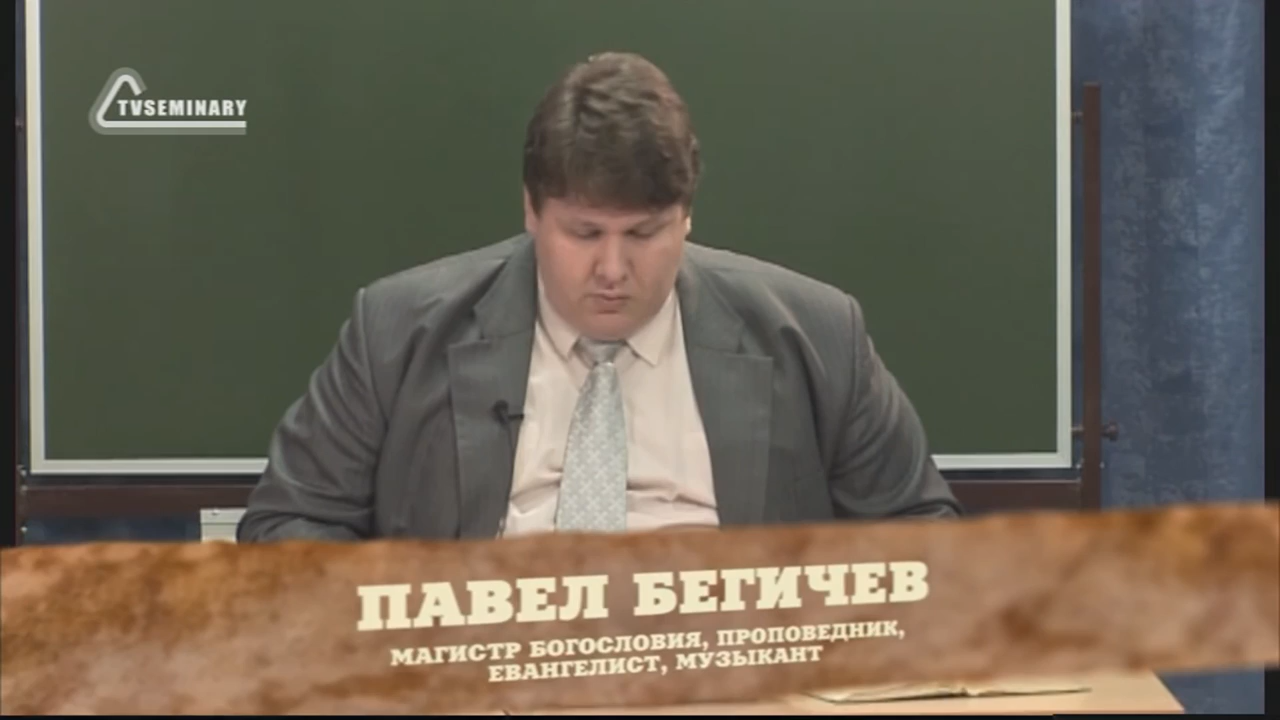 TVSEMINARY
ПАВЕЛ БЕГИЧЕВ
МАГИСТР БОГОСЛОВИЯ, ПРОПОВЕДНИК,
ЕВАНГЕЛИСТ, МУЗЫКАНТ